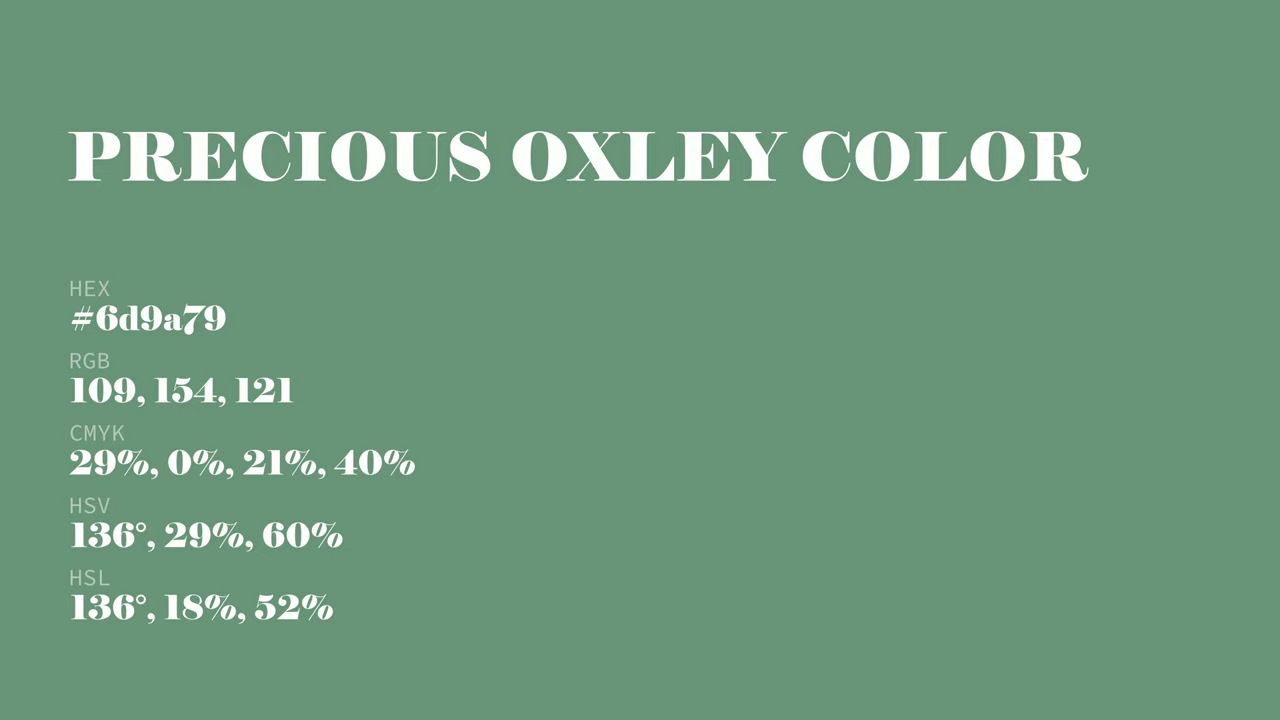 PRECIOUS OXLEY COLOR
HEX
#6d9a79
RGB
109, 154, 121
CMYK
29%, 0%, 21%, 40%
HSV
136°, 29%, 60%
HSL
136°, 18%, 52%